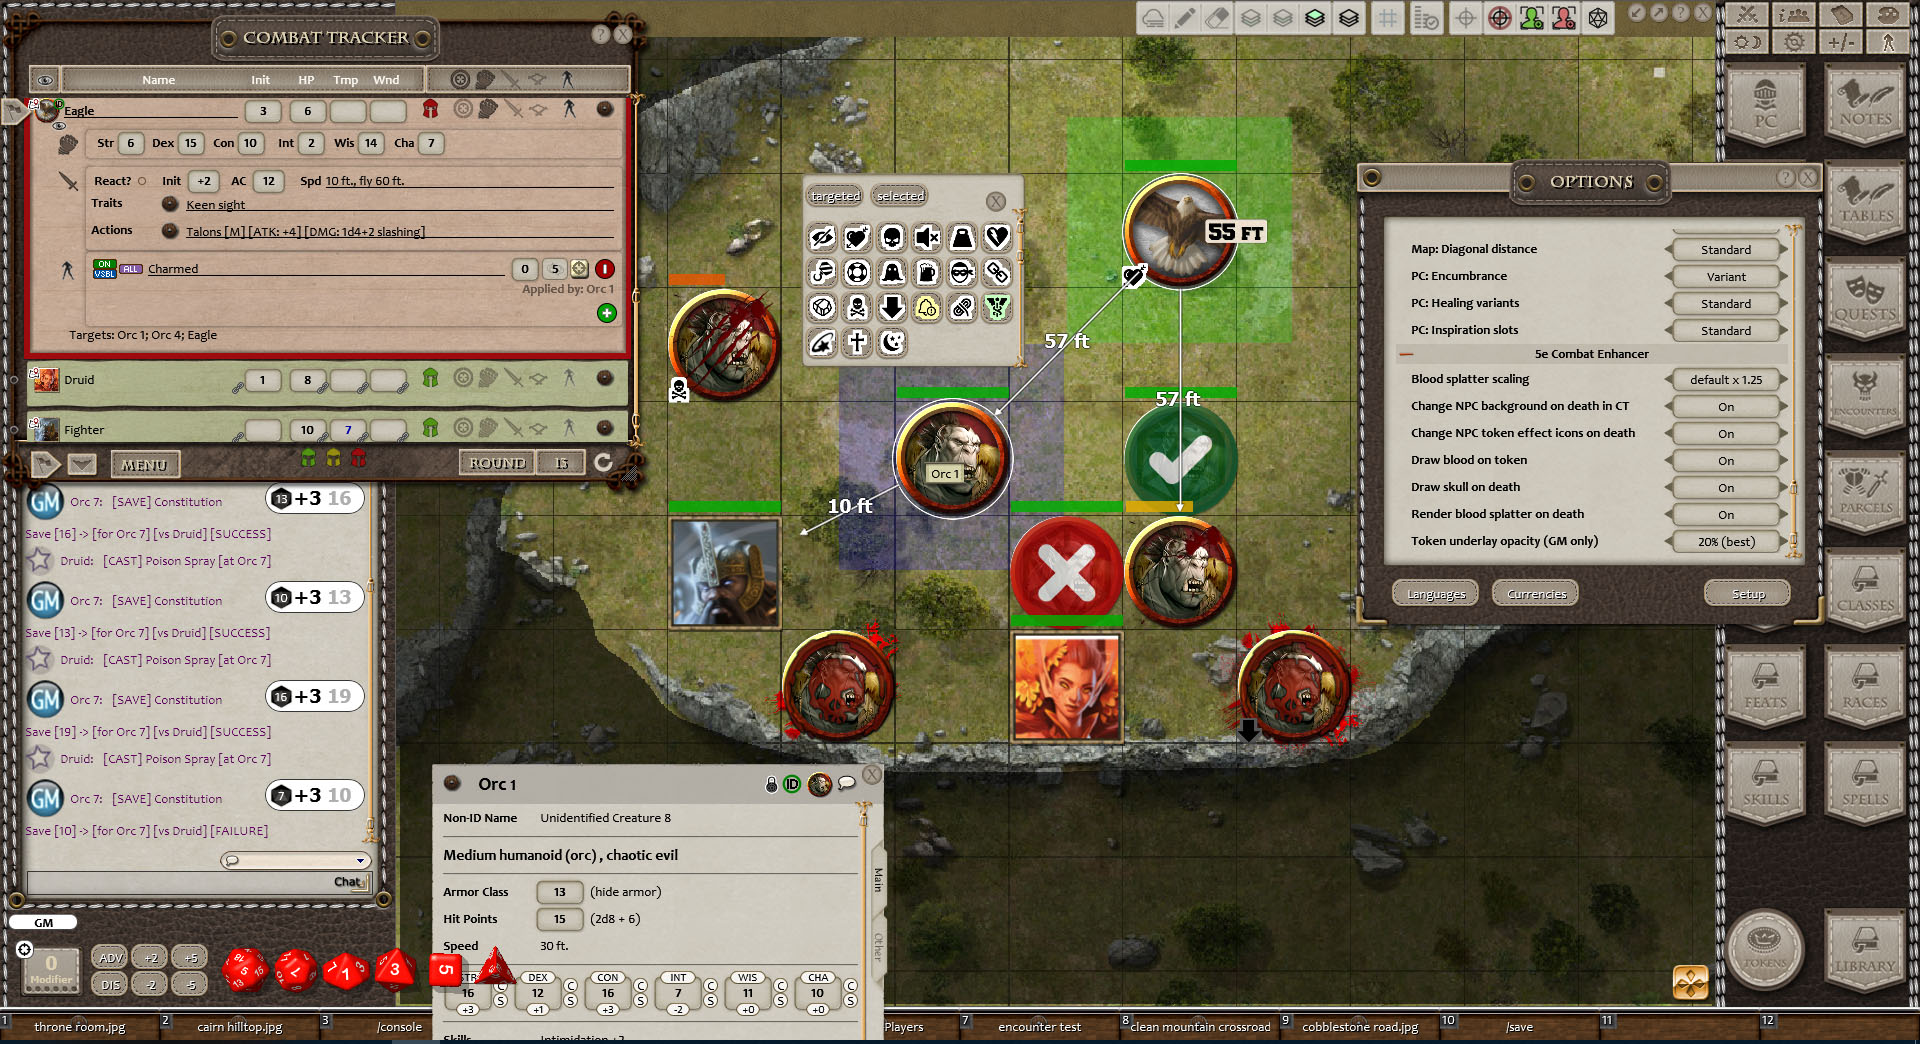 COMBAT TRACKER
Name Init HP Tmp Wnd
Eagle 3 6
Str 6 Dex 15 Con 10 Int 2 Wis 14 Cha 7
React? Init +2 AC 12 Spd 10 ft., fly 60 ft.
Traits Keen sight
Actions Talons [M] [ATK: +4] [DMG: 1d4+2 slashing]
ON VSBL ALL Charmed 0 5
Applied by: Orc 1
Targets: Orc 1; Orc 4; Eagle
Druid 1 8
Fighter 10 7
MENU ROUND 15
GM Orc 7: [SAVE] Constitution 13 +3 16
Save [16] -> [for Orc 7] [vs Druid] [SUCCESS]
Druid: [CAST] Poison Spray [at Orc 7]
GM Orc 7: [SAVE] Constitution 10 +3 13
Save [13] -> [for Orc 7] [vs Druid] [SUCCESS]
Druid: [CAST] Poison Spray [at Orc 7]
GM Orc 7: [SAVE] Constitution 16 +3 19
Save [19] -> [for Orc 7] [vs Druid] [SUCCESS]
Druid: [CAST] Poison Spray [at Orc 7]
GM Orc 7: [SAVE] Constitution 7 +3 10
Save [10] -> [for Orc 7] [vs Druid] [FAILURE]
Chat
GM
0 Modifier
ADV +2 +5
DIS -2 -5
targeted selected
55 FT
57 ft
57 ft
10 ft
Orc 1
Orc 1
ID
Non-ID Name Unidentified Creature 8
Medium humanoid (orc) , chaotic evil
Armor Class 13 (hide armor)
Hit Points 15 (2d8 + 6)
Speed 30 ft.
STR DEX CON INT WIS CHA
16 12 16 7 11 10
+3 +1 +3 -2 +0 +0
Skills Intimidation +2
Main
Other
OPTIONS
Map: Diagonal distance Standard
PC: Encumbrance Variant
PC: Healing variants Standard
PC: Inspiration slots Standard
5e Combat Enhancer
Blood splatter scaling default x 1.25
Change NPC background on death in CT On
Change NPC token effect icons on death On
Draw blood on token On
Draw skull on death On
Render blood splatter on death On
Token underlay opacity (GM only) 20% (best)
Languages Currencies Setup
PC NOTES
TABLES
QUESTS
ENCOUNTERS
PARCELS
CLASSES
FEATS RACES
SKILLS SPELLS
TOKENS LIBRARY
1 throne room.jpg 2 cairn hilltop.jpg 3 /console Players 7 encounter test 8 clean mountain crossroad 9 cobblestone road.jpg 10 /save 11 12